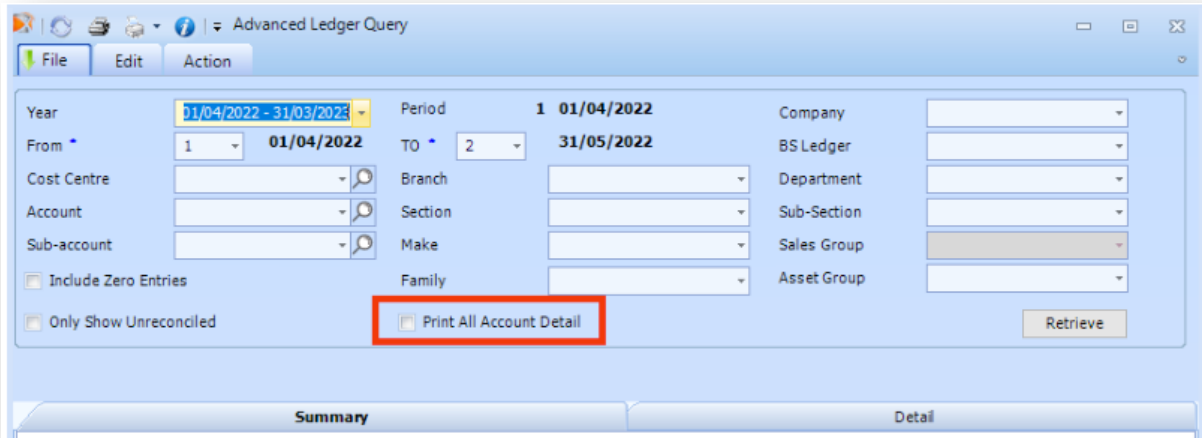 Advanced Ledger Query
File Edit Action
Year 01/04/2022 - 31/03/2023 Period 1 01/04/2022 Company
From * 1 01/04/2022 TO * 2 31/05/2022 BS Ledger
Cost Centre Branch Department
Account Section Sub-Section
Sub-account Make Sales Group
Include Zero Entries Family Asset Group
Only Show Unreconciled Print All Account Detail Retrieve
Summary Detail